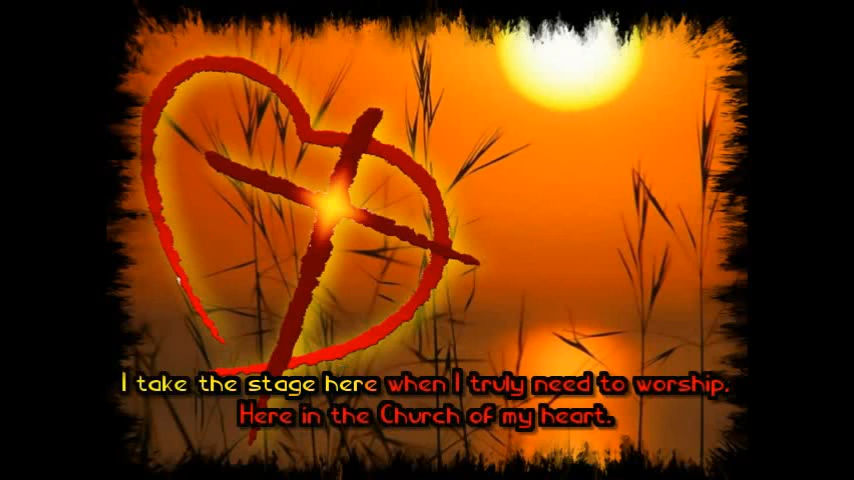 I take the stage here when I truly need to worship.
Here in the Church of my heart.